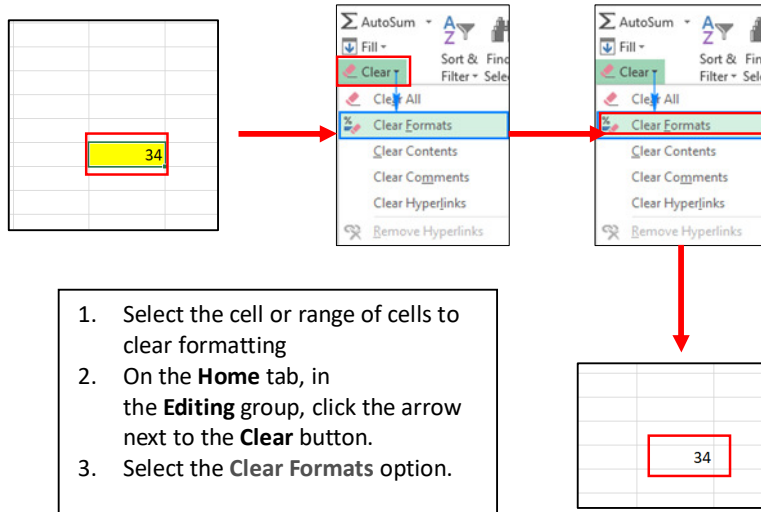 34
AutoSum
Fill
Clear
Sort &
Filter
Clear All
Clear Formats
Clear Contents
Clear Comments
Clear Hyperlinks
Remove Hyperlinks
AutoSum
Fill
Clear
Sort &
Filter
Clear All
Clear Formats
Clear Contents
Clear Comments
Clear Hyperlinks
Remove Hyperlinks
1. Select the cell or range of cells to
clear formatting
2. On the Home tab, in
the Editing group, click the arrow
next to the Clear button.
3. Select the Clear Formats option.
34